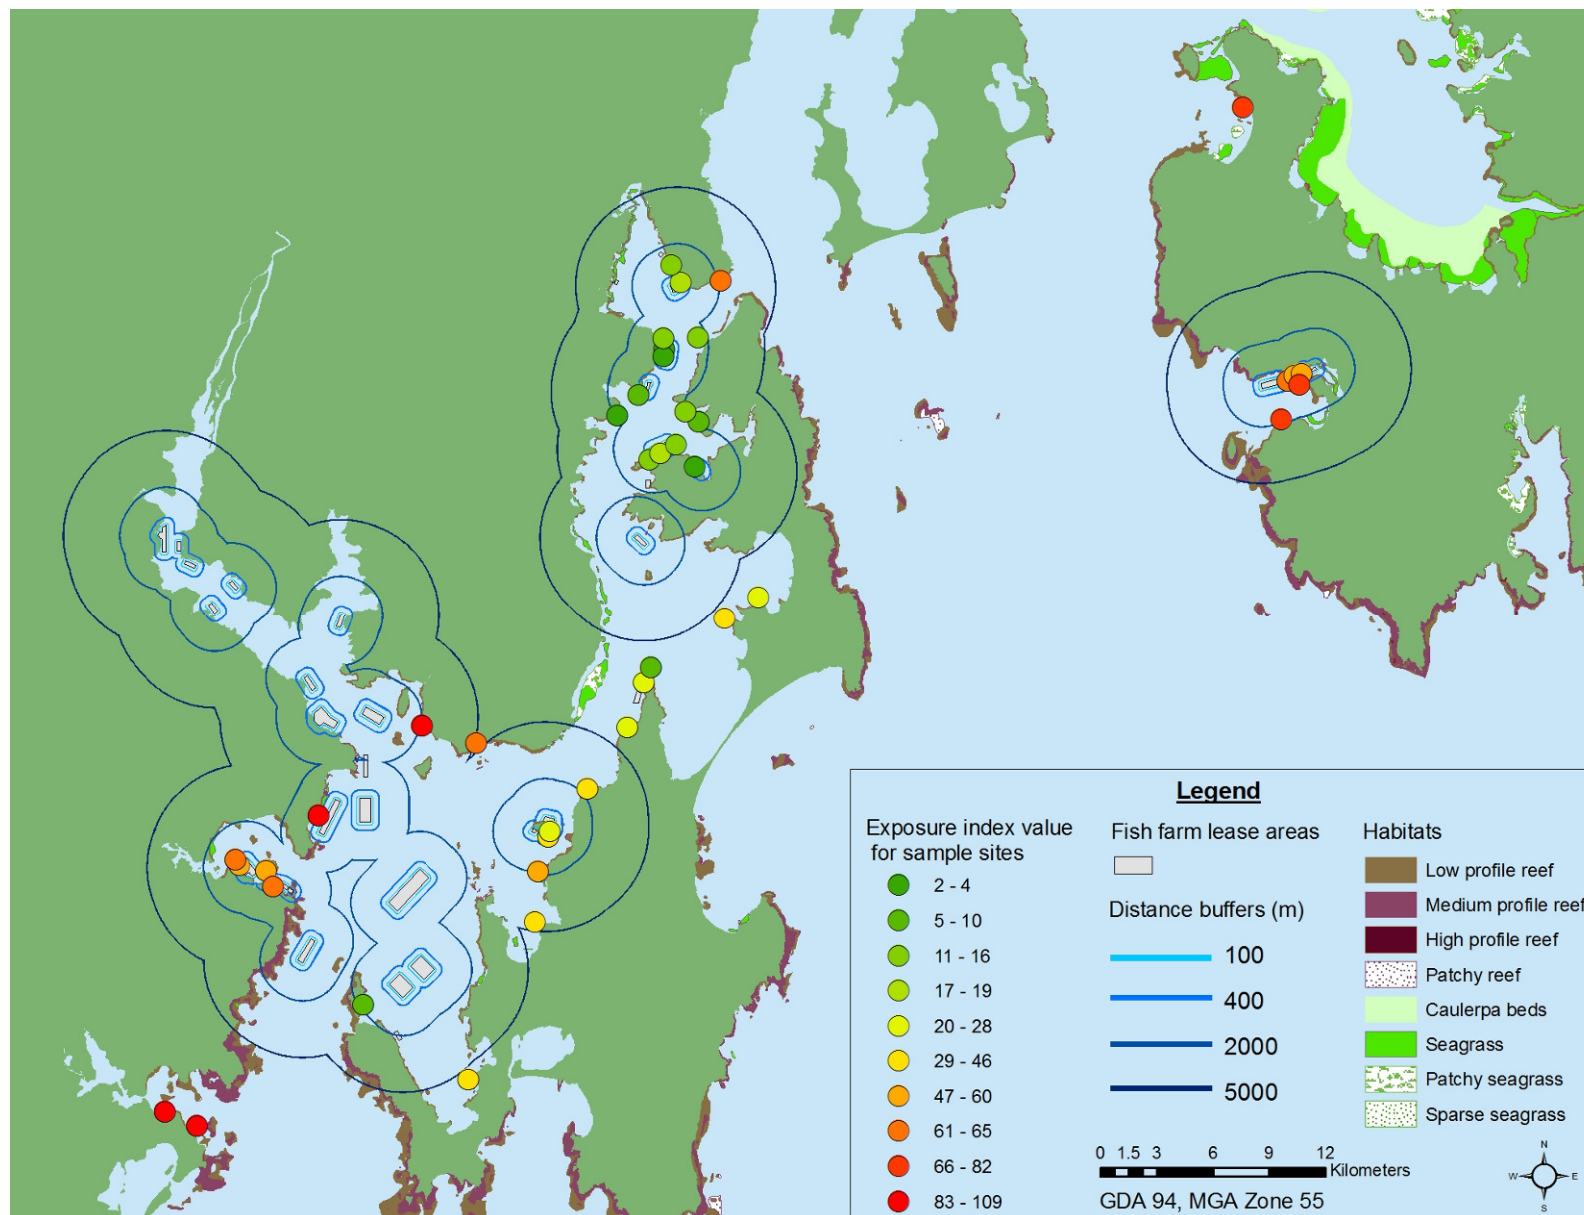 Legend
Exposure index value
for sample sites
2 - 4
5 - 10
11 - 16
17 - 19
20 - 28
29 - 46
47 - 60
61 - 65
66 - 82
83 - 109
Fish farm lease areas
Distance buffers (m)
100
400
2000
5000
Habitats
Low profile reef
Medium profile reef
High profile reef
Patchy reef
Caulerpa beds
Seagrass
Patchy seagrass
Sparse seagrass
0 1.5 3 6 9 12
Kilometers
GDA 94, MGA Zone 55
N
W E
S